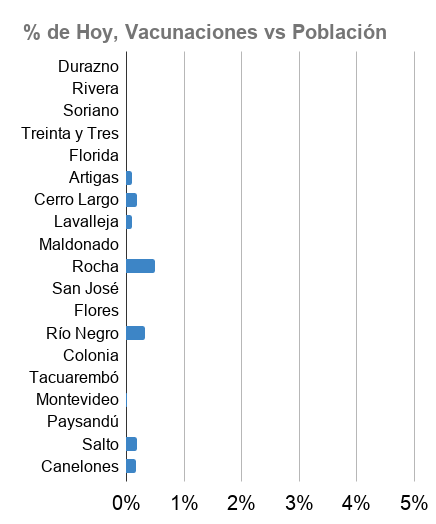 % de Hoy, Vacunaciones vs Población
Durazno
Rivera
Soriano
Treinta y Tres
Florida
Artigas
Cerro Largo
Lavalleja
Maldonado
Rocha
San José
Flores
Río Negro
Colonia
Tacuarembó
Montevideo
Paysandú
Salto
Canelones
0% 1% 2% 3% 4% 5%